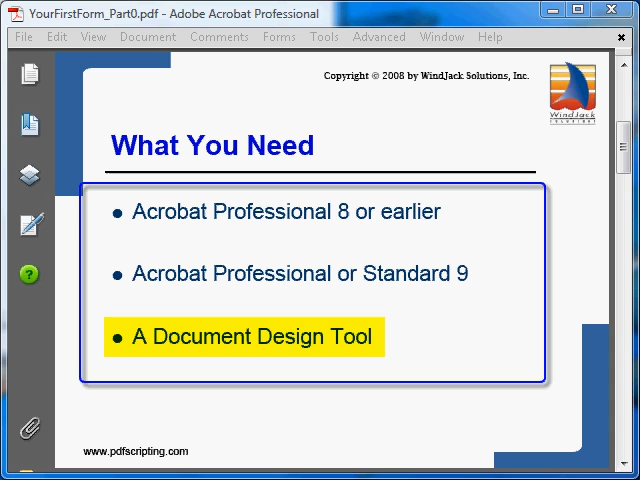 YourFirstForm_Part0.pdf - Adobe Acrobat Professional
File Edit View Document Comments Forms Tools Advanced Window Help
Copyright © 2008 by WindJack Solutions, Inc.
WindJack
SOLUTIONS
What You Need
• Acrobat Professional 8 or earlier
• Acrobat Professional or Standard 9
• A Document Design Tool
www.pdfscripting.com